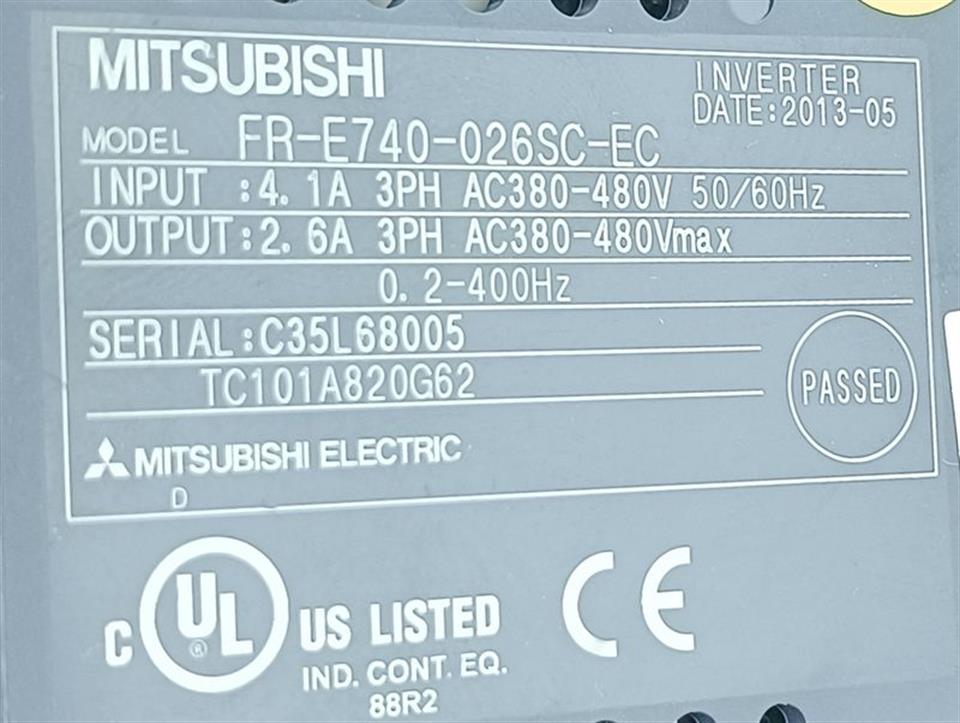 MITSUBISHI
INVERTER
DATE:2013-05
MODEL FR-E740-026SC-EC
INPUT :4.1A 3PH AC380-480V 50/60Hz
OUTPUT:2.6A 3PH AC380-480Vmax
0.2-400Hz
SERIAL:C35L68005
TC101A820G62
PASSED
MITSUBISHI ELECTRIC
D
C UL ® US LISTED
CE
IND. CONT. EQ.
88R2